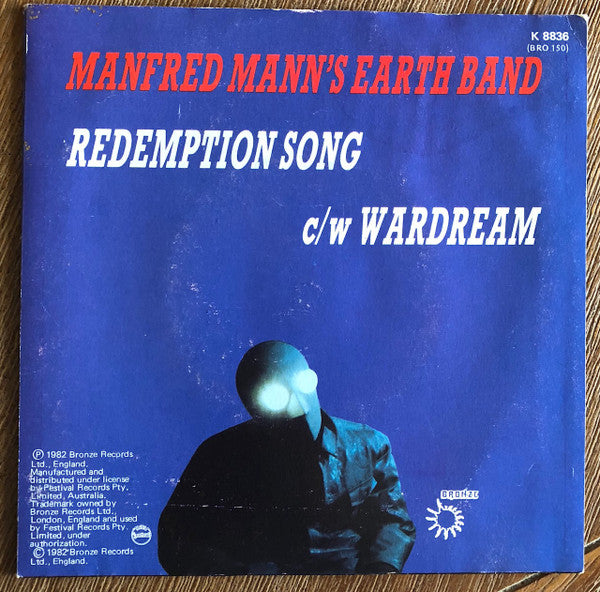 K 8836
(BRO 150)
MANFRED MANN'S EARTH BAND
REDEMPTION SONG
c/w WARDREAM
Ⓟ 1982 Bronze Records
Ltd., England.
Manufactured and
distributed under license
by Festival Records Pty.
Limited, Australia.
Trademark owned by
Bronze Records Ltd.,
London, England and used
by Festival Records Pty.
Limited, under
authorization.
© 1982 Bronze Records
Ltd., England.
BRONZE